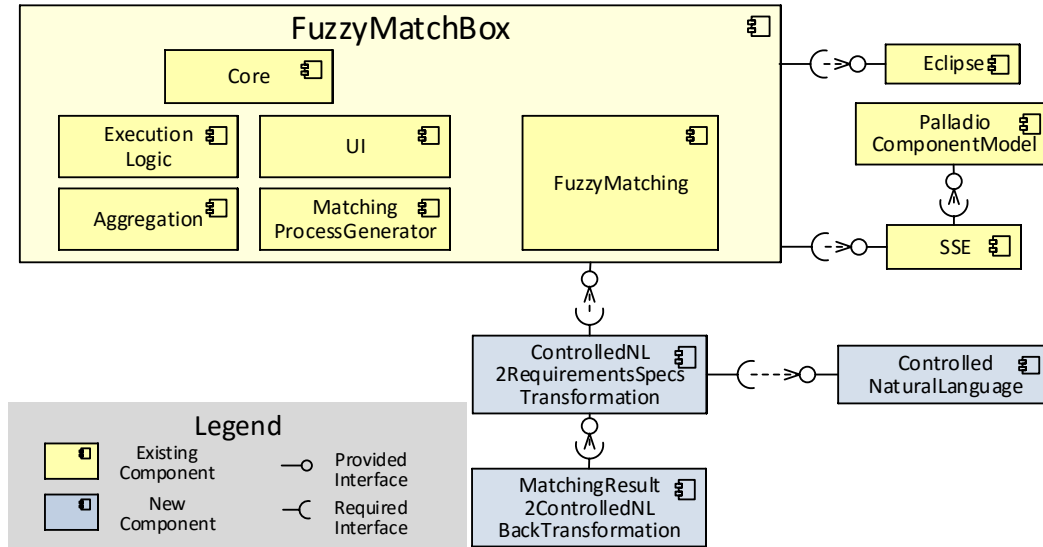 FuzzyMatchBox
Core
Execution
Logic
UI
FuzzyMatching
Aggregation
Matching
ProcessGenerator
Eclipse
Palladio
ComponentModel
SSE
ControlledNL
2RequirementsSpecs
Transformation
Controlled
NaturalLanguage
MatchingResult
2ControlledNL
BackTransformation
Legend
Existing
Component
Provided
Interface
New
Component
Required
Interface